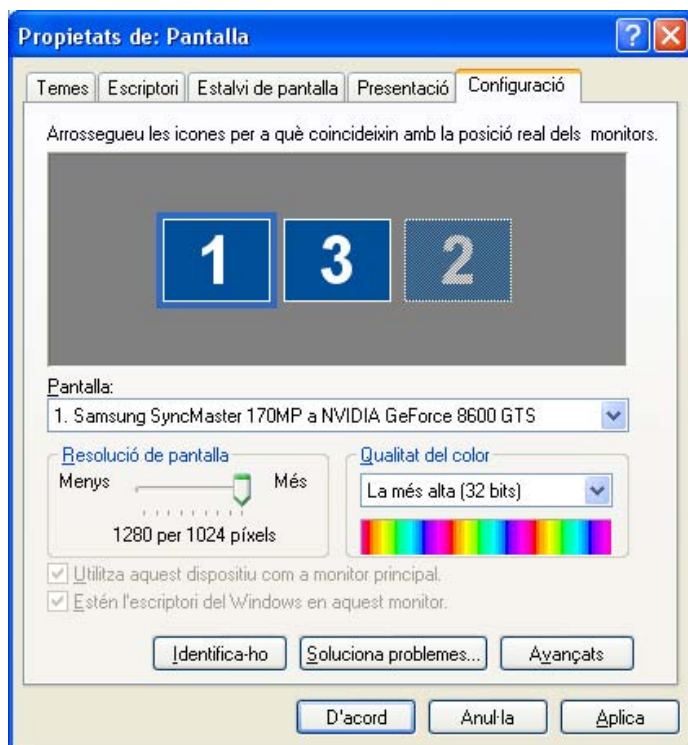 Propietats de: Pantalla
Temes Escriptori Estalvi de pantalla Presentació Configuració
Arrossegueu les icones per a què coincideixin amb la posició real dels monitors.
1 3 2
Pantalla:
1. Samsung SyncMaster 170MP a NVIDIA GeForce 8600 GTS
Resolució de pantalla
Menys Més
1280 per 1024 píxels
Qualitat del color
La més alta (32 bits)
Utilitza aquest dispositiu com a monitor principal.
Estén l'escriptori del Windows en aquest monitor.
Identifica-ho Soluciona problemes... Avançats
D'acord Anul·la Aplica